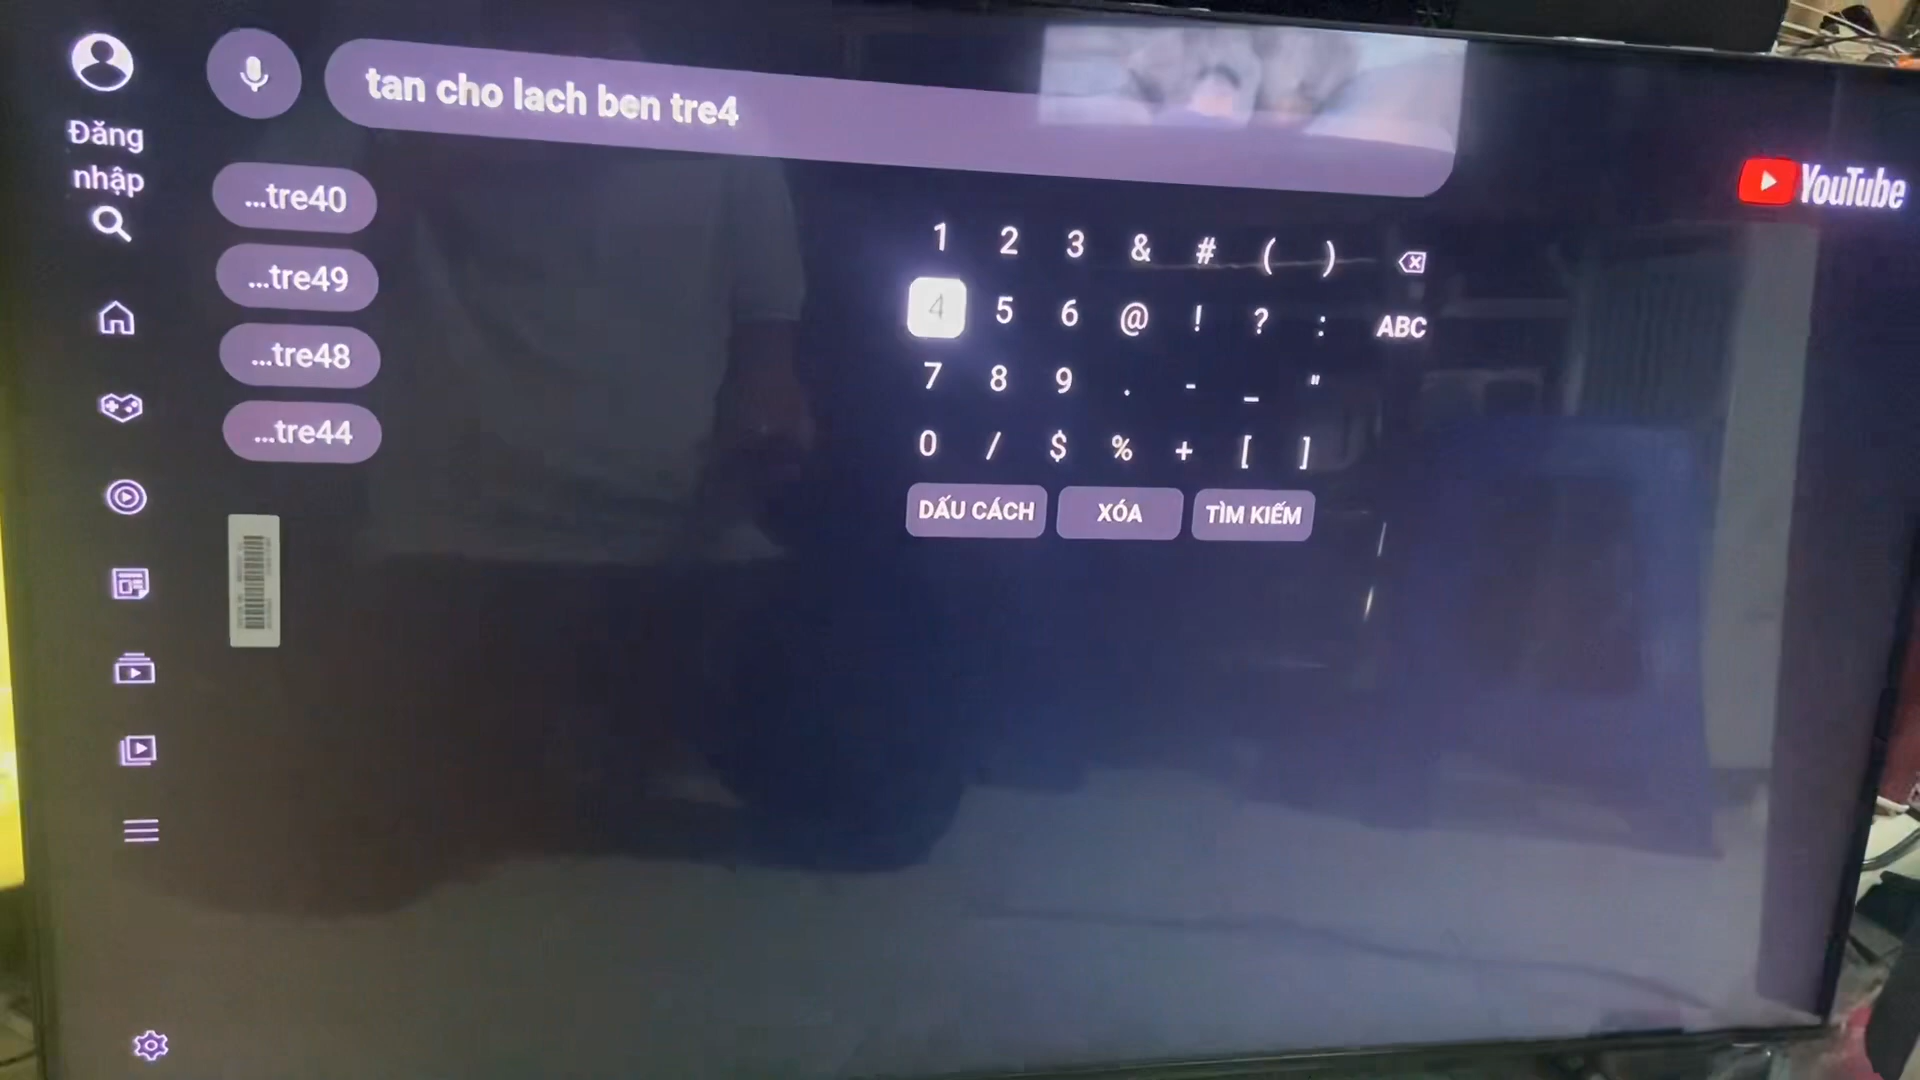 Đăng
nhập
tan cho lach ben tre4
YouTube
...tre40
...tre49
...tre48
...tre44
1 2 3 & # ( )
4 5 6 @ ! ? : ABC
7 8 9 . - _ "
0 / $ % + [ ]
DẤU CÁCH XÓA TÌM KIẾM